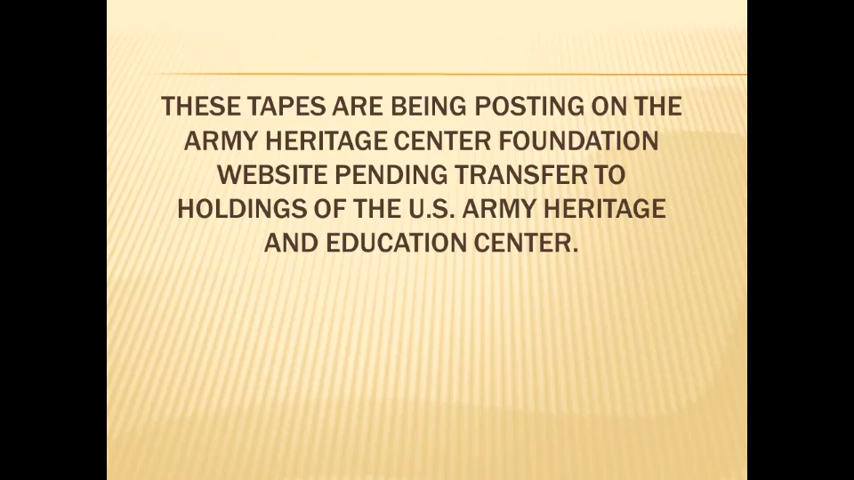 THESE TAPES ARE BEING POSTING ON THE
ARMY HERITAGE CENTER FOUNDATION
WEBSITE PENDING TRANSFER TO
HOLDINGS OF THE U.S. ARMY HERITAGE
AND EDUCATION CENTER.